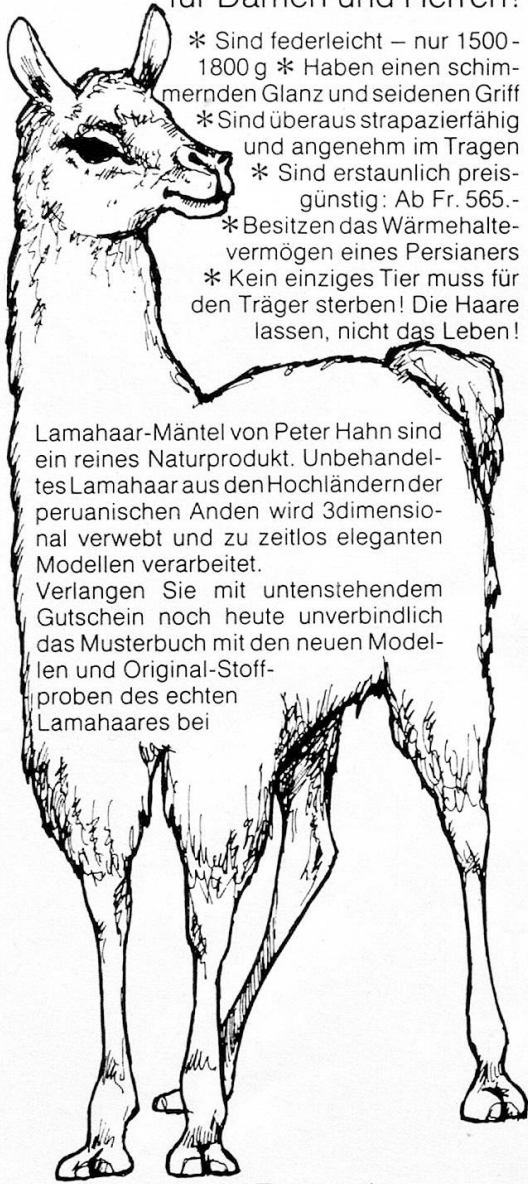 für Damen und Herren!
* Sind federleicht – nur 1500-
1800 g * Haben einen schim-
mernden Glanz und seidenen Griff
* Sind überaus strapazierfähig
und angenehm im Tragen
* Sind erstaunlich preis-
günstig: Ab Fr. 565.-
* Besitzen das Wärmehalte-
vermögen eines Persianers
* Kein einziges Tier muss für
den Träger sterben! Die Haare
lassen, nicht das Leben!
Lamahaar-Mäntel von Peter Hahn sind
ein reines Naturprodukt. Unbehandel-
tes Lamahaar aus den Hochländern der
peruanischen Anden wird 3dimensio-
nal verwebt und zu zeitlos eleganten
Modellen verarbeitet.
Verlangen Sie mit untenstehendem
Gutschein noch heute unverbindlich
das Musterbuch mit den neuen Model-
len und Original-Stoff-
proben des echten
Lamahaares bei